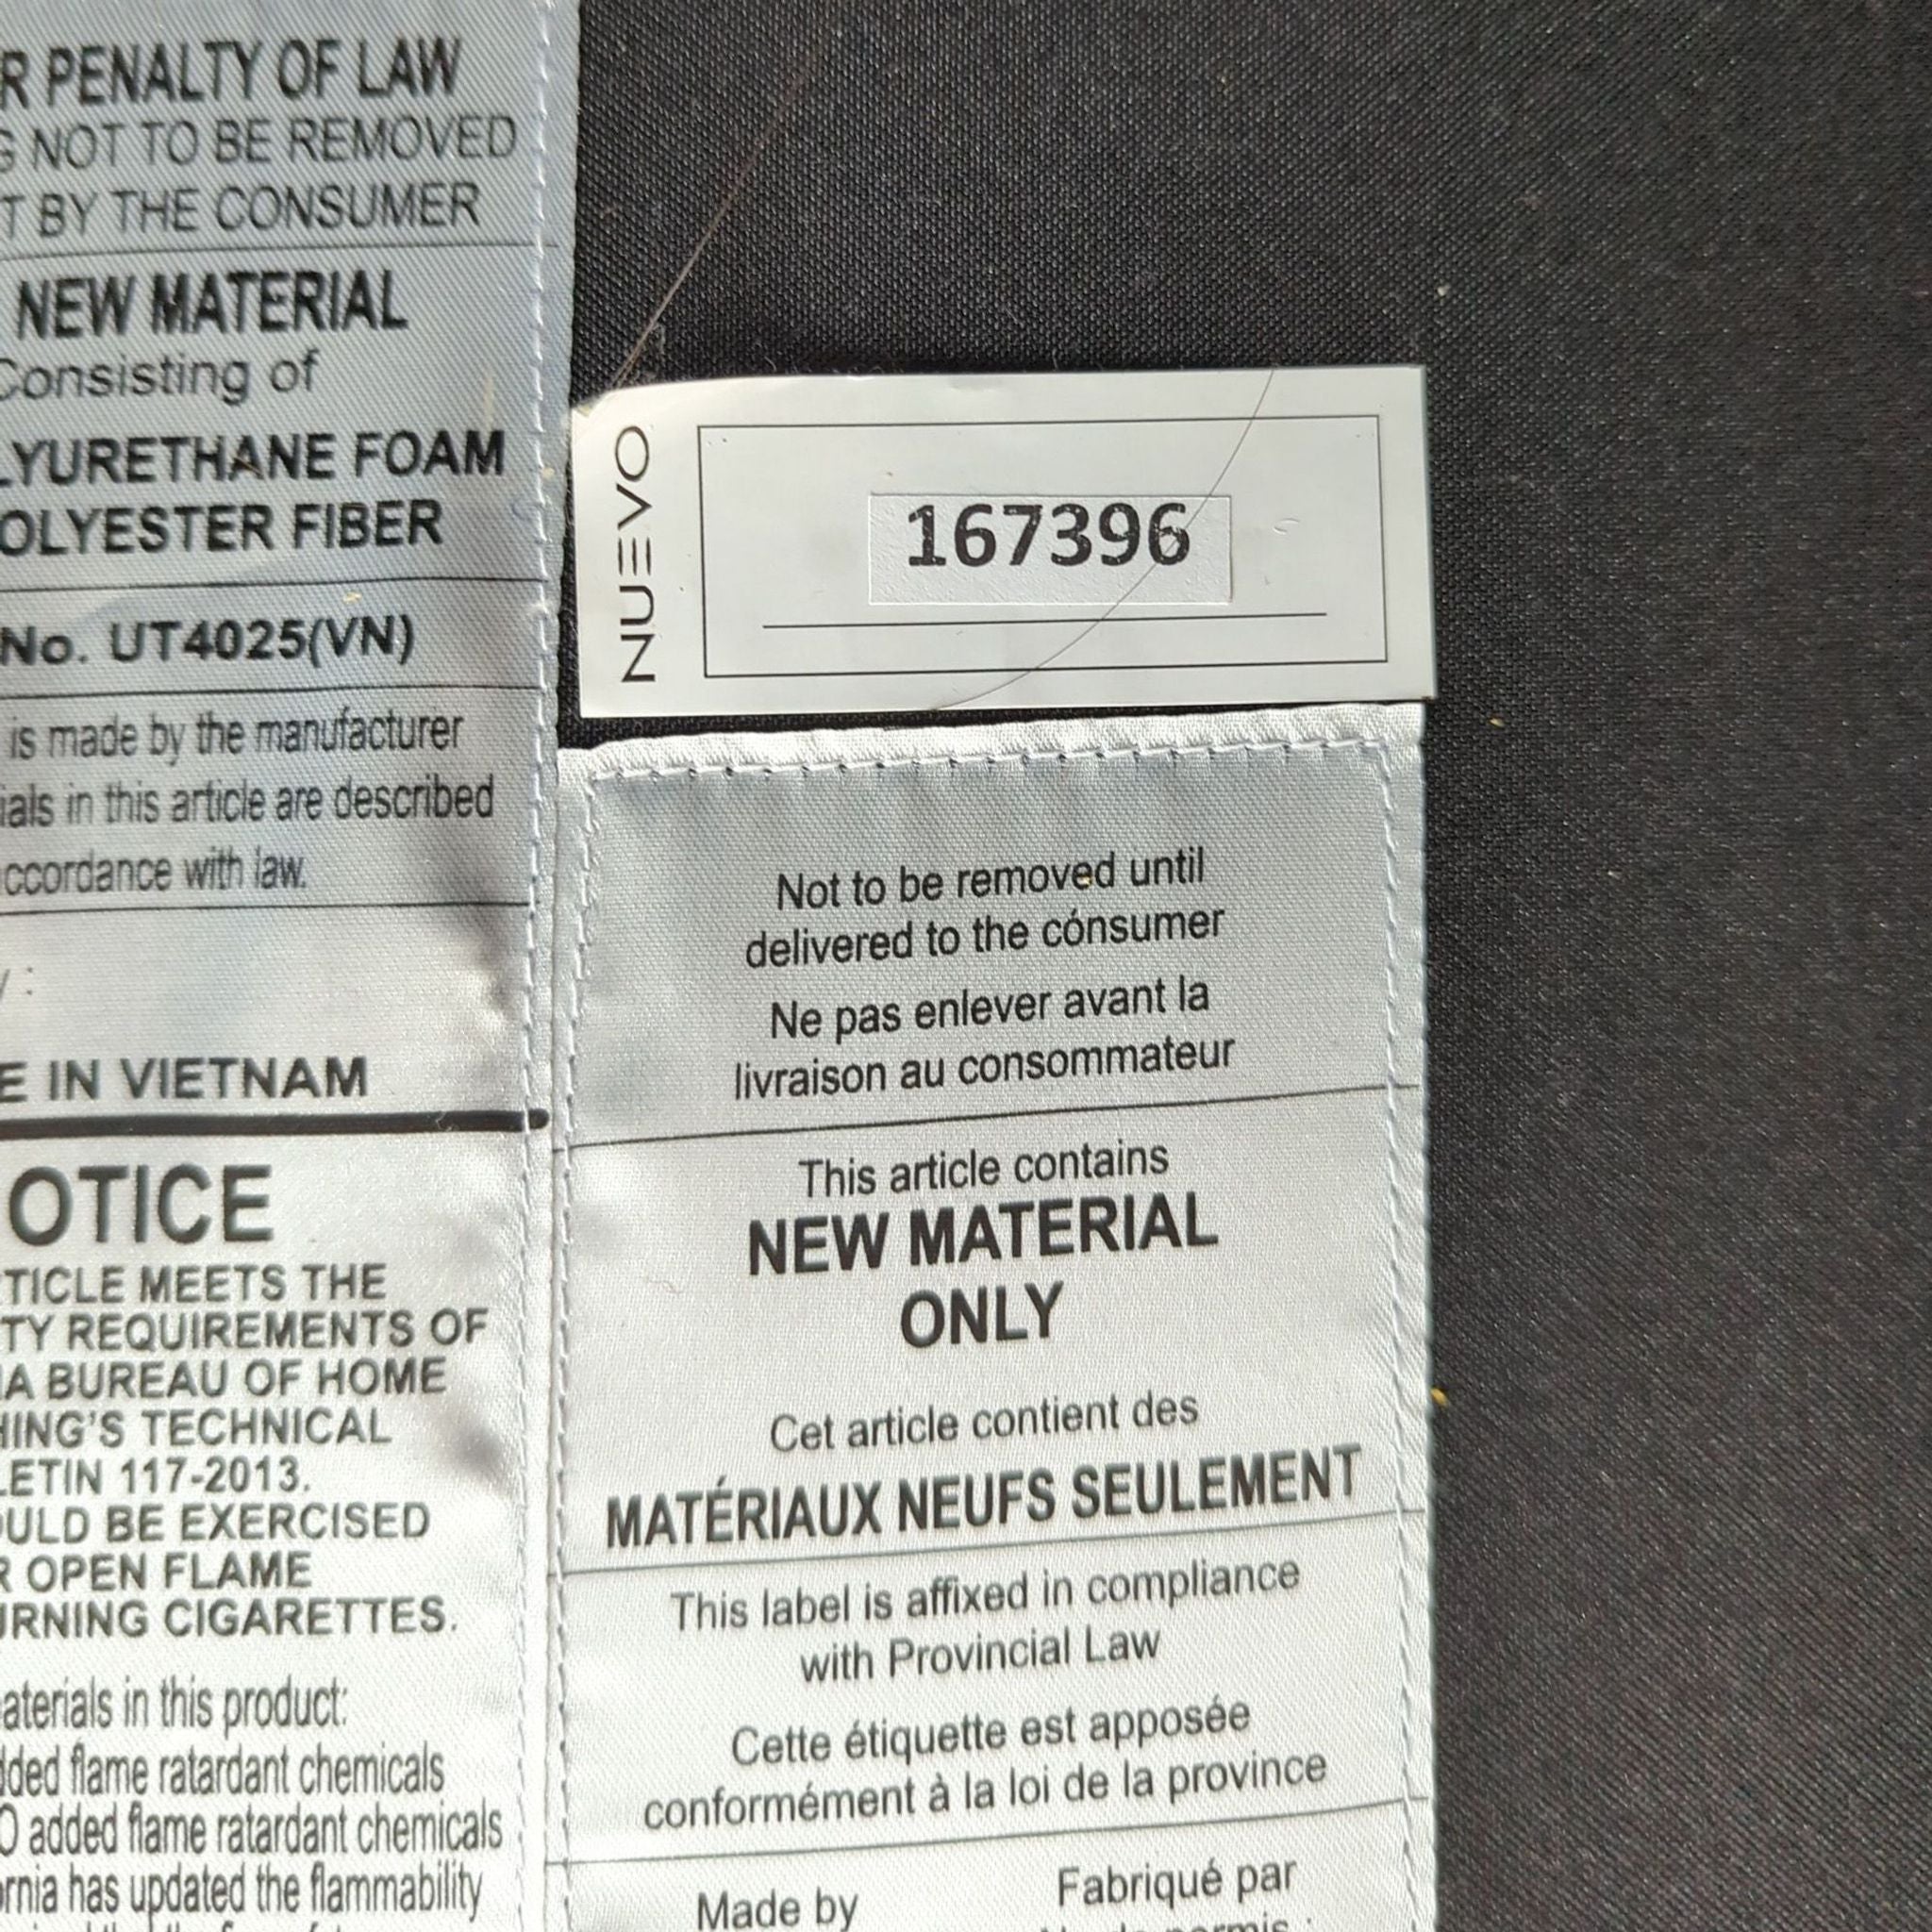 R PENALTY OF LAW
NOT TO BE REMOVED
T BY THE CONSUMER
NEW MATERIAL
Consisting of
LYURETHANE FOAM
OLYESTER FIBER
No. UT4025(VN)
is made by the manufacturer
ials in this article are described
ccordance with law.
E IN VIETNAM
OTICE
TICLE MEETS THE
TY REQUIREMENTS OF
IA BUREAU OF HOME
HING'S TECHNICAL
LETIN 117-2013.
OULD BE EXERCISED
R OPEN FLAME
URNING CIGARETTES.
aterials in this product:
dded flame ratardant chemicals
O added flame ratardant chemicals
ornia has updated the flammability
NUEVO
167396
Not to be removed until
delivered to the cónsumer
Ne pas enlever avant la
livraison au consommateur
This article contains
NEW MATERIAL
ONLY
Cet article contient des
MATÉRIAUX NEUFS SEULEMENT
This label is affixed in compliance
with Provincial Law
Cette étiquette est apposée
conformément à la loi de la province
Made by
Fabriqué par